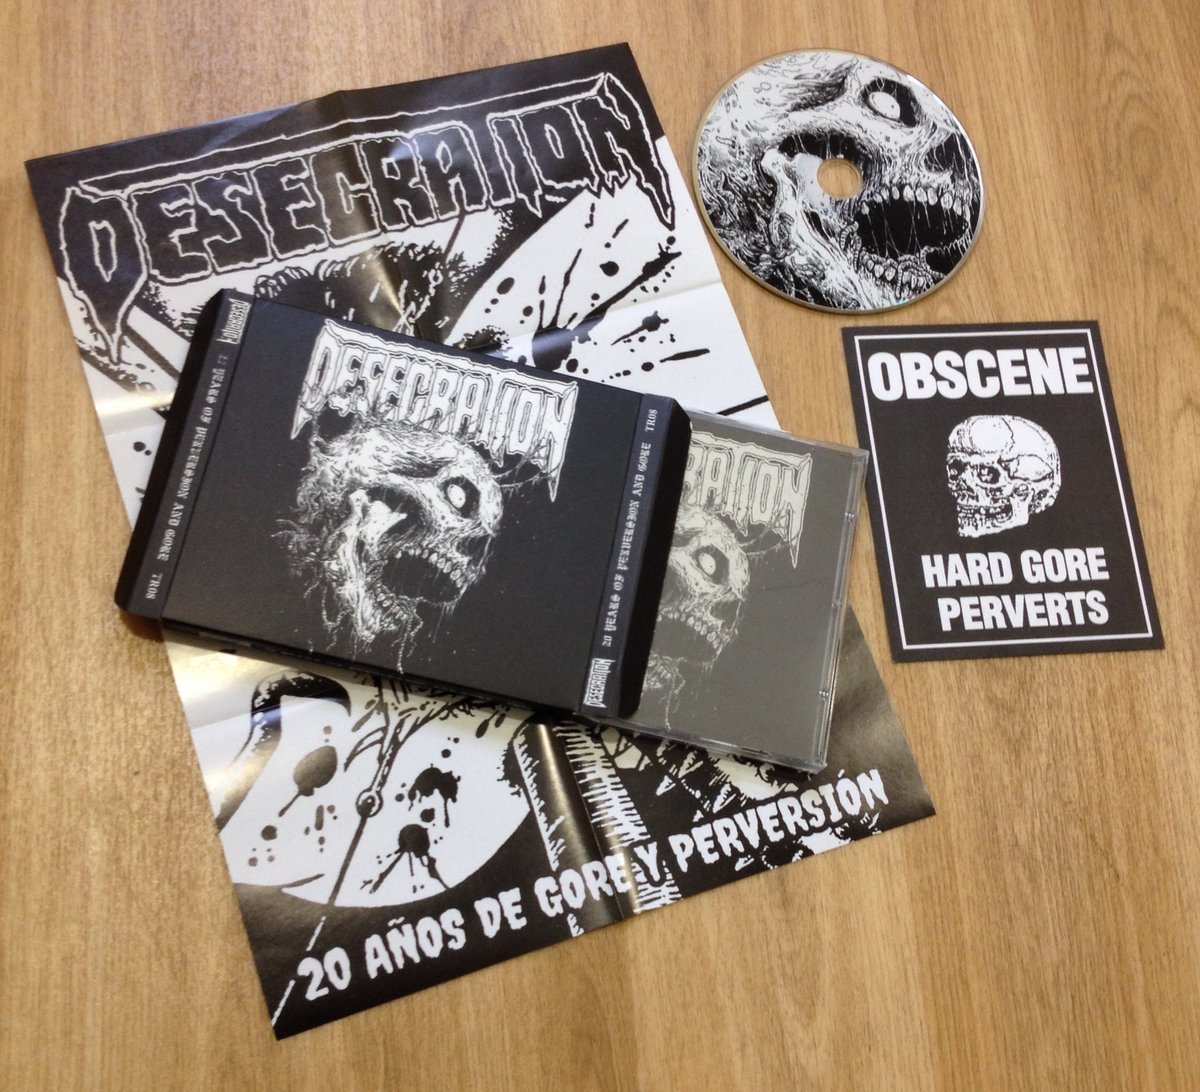 DESECRATION
DESECRATION
20 YEARS OF PERVERSION AND GORE TR08
DESECRATION
DESECRATION 20 YEARS OF PERVERSION AND GORE TR08
RATION
OBSCENE
HARD GORE
PERVERTS
20 AÑOS DE GORE Y PERVERSIÓN